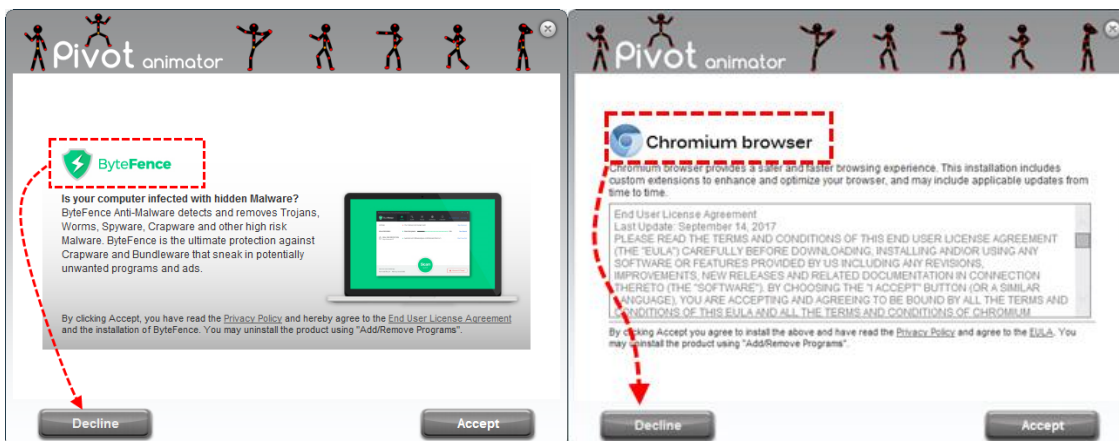 Pivot animator
ByteFence
Is your computer infected with hidden Malware?
ByteFence Anti-Malware detects and removes Trojans,
Worms, Spyware, Crapware and other high risk
Malware. ByteFence is the ultimate protection against
Crapware and Bundleware that sneak in potentially
unwanted programs and ads.
By clicking Accept, you have read the Privacy Policy and hereby agree to the End User License Agreement
and the installation of ByteFence. You may uninstall the product using "Add/Remove Programs".
Decline
Accept
Pivot animator
Chromium browser
Chromium browser provides a safer and faster browsing experience. This installation includes
custom extensions to enhance and optimize your browser, and may include applicable updates from
time to time.
End User License Agreement
Last Update: September 14, 2017
PLEASE READ THE TERMS AND CONDITIONS OF THIS END USER LICENSE AGREEMENT
(THE "EULA") CAREFULLY BEFORE DOWNLOADING, INSTALLING AND/OR USING ANY
SOFTWARE OR FEATURES PROVIDED BY US INCLUDING ANY REVISIONS,
IMPROVEMENTS, NEW RELEASES AND RELATED DOCUMENTATION IN CONNECTION
THERETO (THE "SOFTWARE"). BY CHOOSING THE "I ACCEPT" BUTTON (OR A SIMILAR
LANGUAGE), YOU ARE ACCEPTING AND AGREEING TO BE BOUND BY ALL THE TERMS AND
CONDITIONS OF THIS EULA AND ALL THE TERMS AND CONDITIONS OF CHROMIUM
By clicking Accept you agree to install the above and have read the Privacy Policy and agree to the EULA. You
may uninstall the product using "Add/Remove Programs".
Decline
Accept